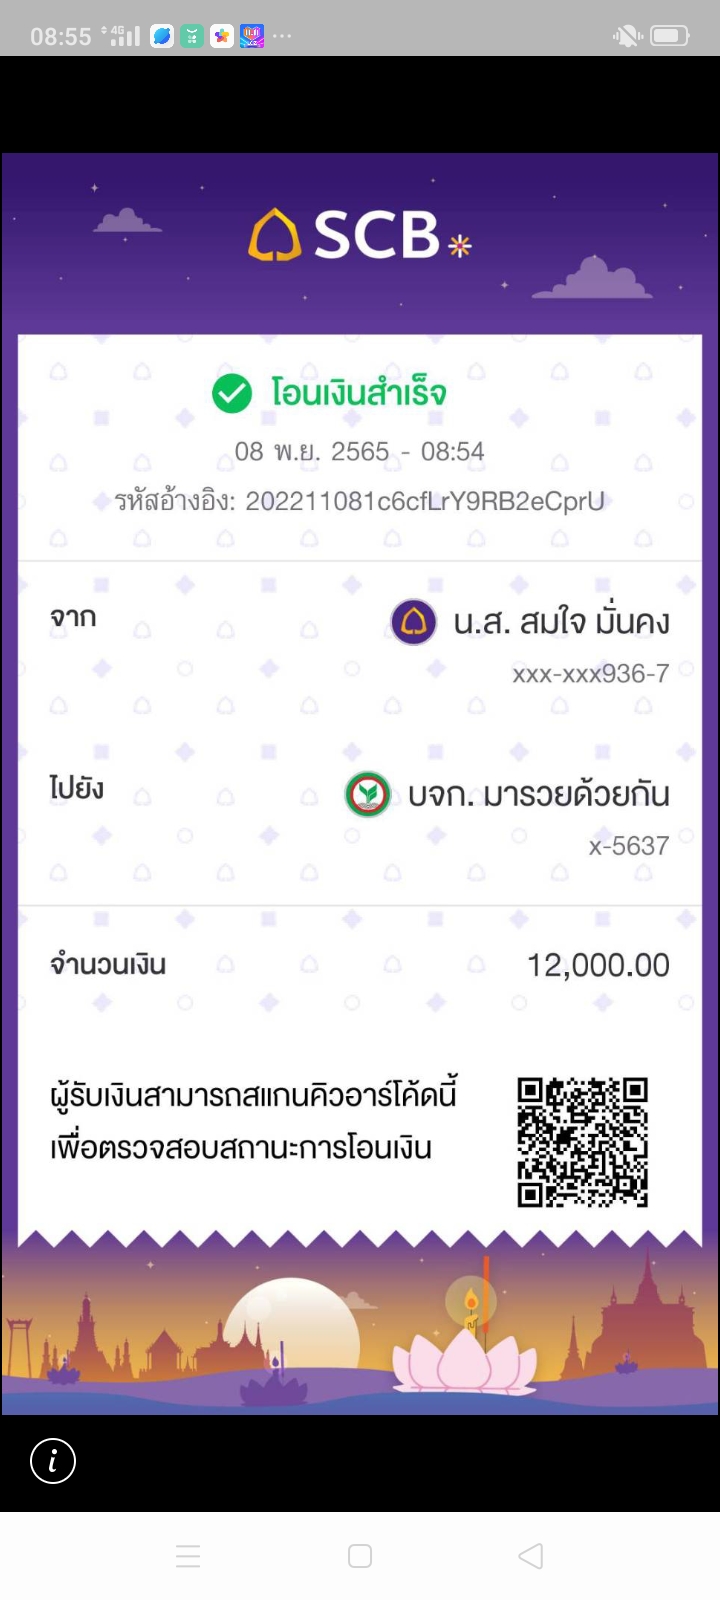 08:55 4G ...
SCB
โอนเงินสำเร็จ
08 พ.ย. 2565 - 08:54
รหัสอ้างอิง: 202211081c6cfLrY9RB2eCprU
จาก น.ส. สมใจ มั่นคง
xxx-xxx936-7
ไปยัง บจก. มารวยด้วยกัน
x-5637
จำนวนเงิน 12,000.00
ผู้รับเงินสามารถสแกนคิวอาร์โค้ดนี้
เพื่อตรวจสอบสถานะการโอนเงิน
i